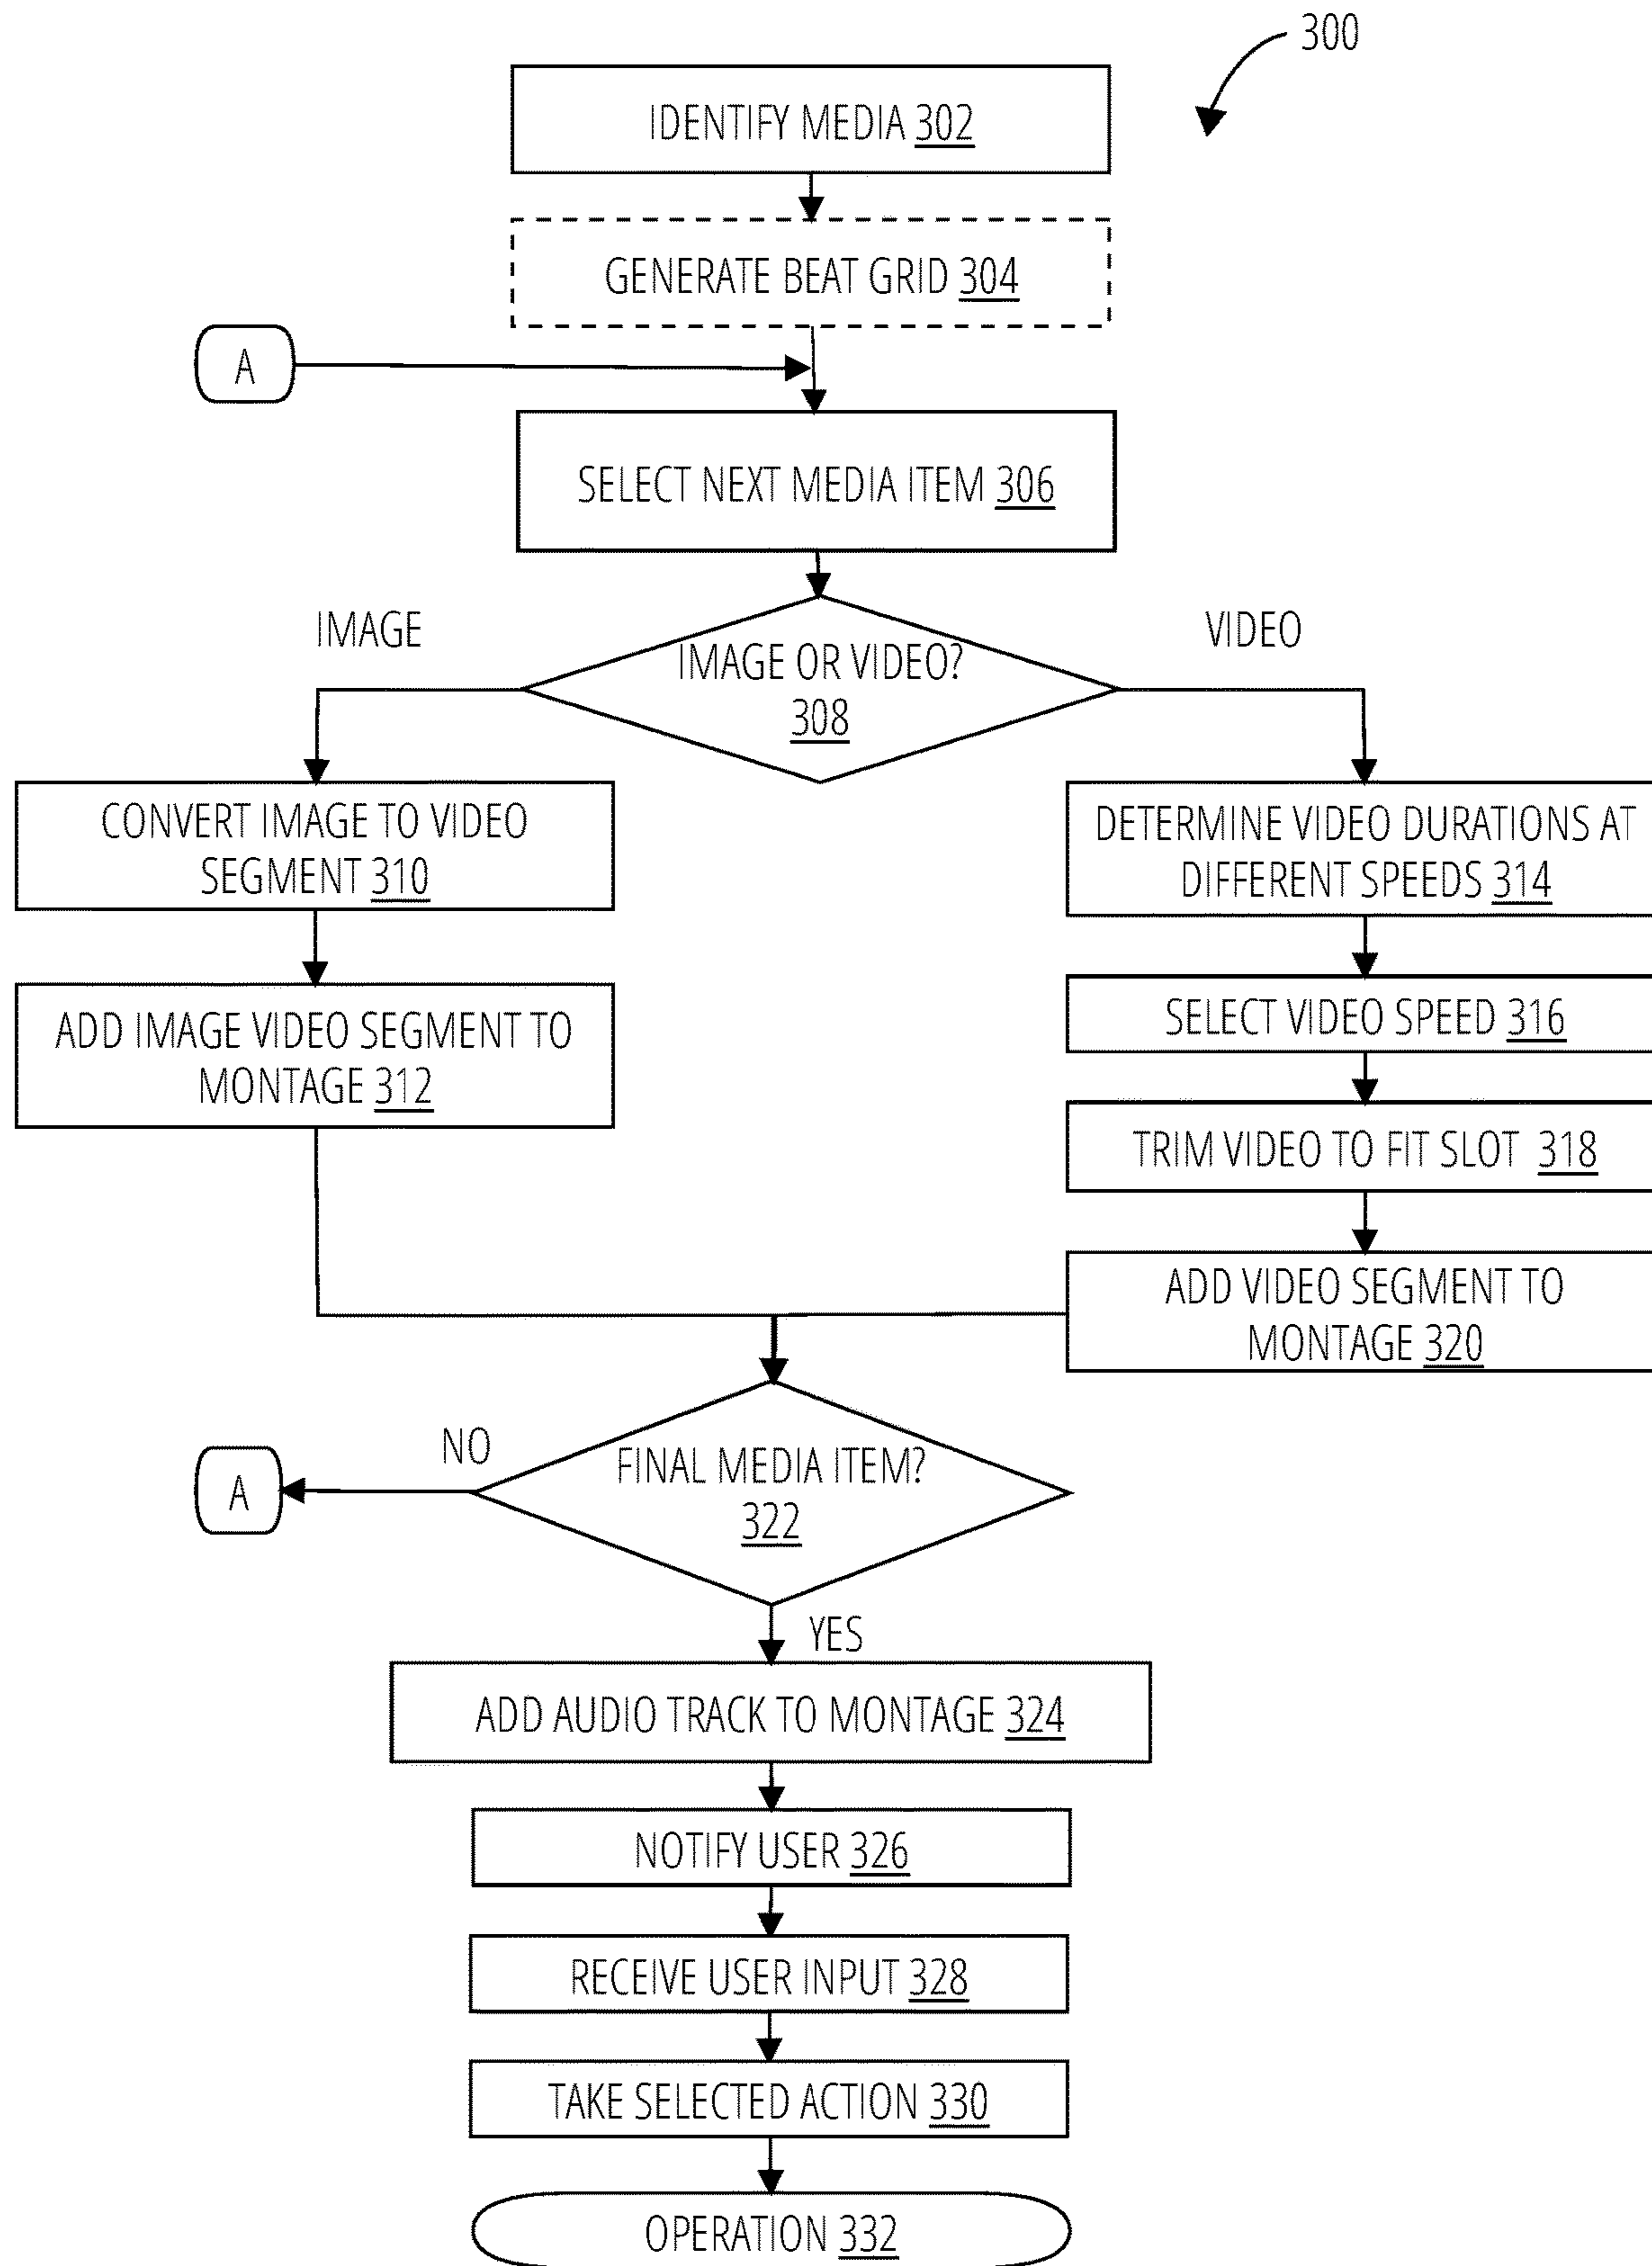 300
IDENTIFY MEDIA 302
GENERATE BEAT GRID 304
A
SELECT NEXT MEDIA ITEM 306
IMAGE
VIDEO
IMAGE OR VIDEO?
308
CONVERT IMAGE TO VIDEO
SEGMENT 310
ADD IMAGE VIDEO SEGMENT TO
MONTAGE 312
DETERMINE VIDEO DURATIONS AT
DIFFERENT SPEEDS 314
SELECT VIDEO SPEED 316
TRIM VIDEO TO FIT SLOT 318
ADD VIDEO SEGMENT TO
MONTAGE 320
FINAL MEDIA ITEM?
322
NO
A
YES
ADD AUDIO TRACK TO MONTAGE 324
NOTIFY USER 326
RECEIVE USER INPUT 328
TAKE SELECTED ACTION 330
OPERATION 332